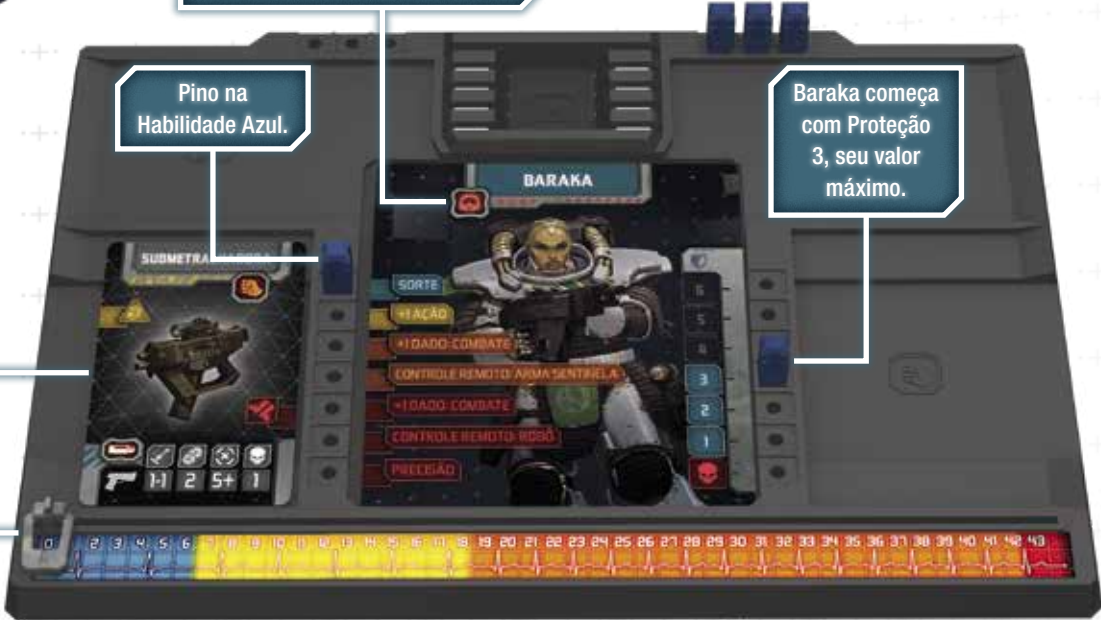 Pino na
Habilidade Azul.
Baraka começa
com Proteção
3, seu valor
máximo.
BARAKA
SUBMETRALHADORA
SORTE
+1 AÇÃO
+1 DADO: COMBATE
CONTROLE REMOTO: ARMA SENTINELA
+1 DADO: COMBATE
CONTROLE REMOTO: ROBÔ
PRECISÃO
6
5
4
3
2
1
1-1 2 5+ 1
0 2 3 4 5 6 7 8 9 10 11 12 13 14 15 16 17 18 19 20 21 22 23 24 25 26 27 28 29 30 31 32 33 34 35 36 37 38 39 40 41 42 43